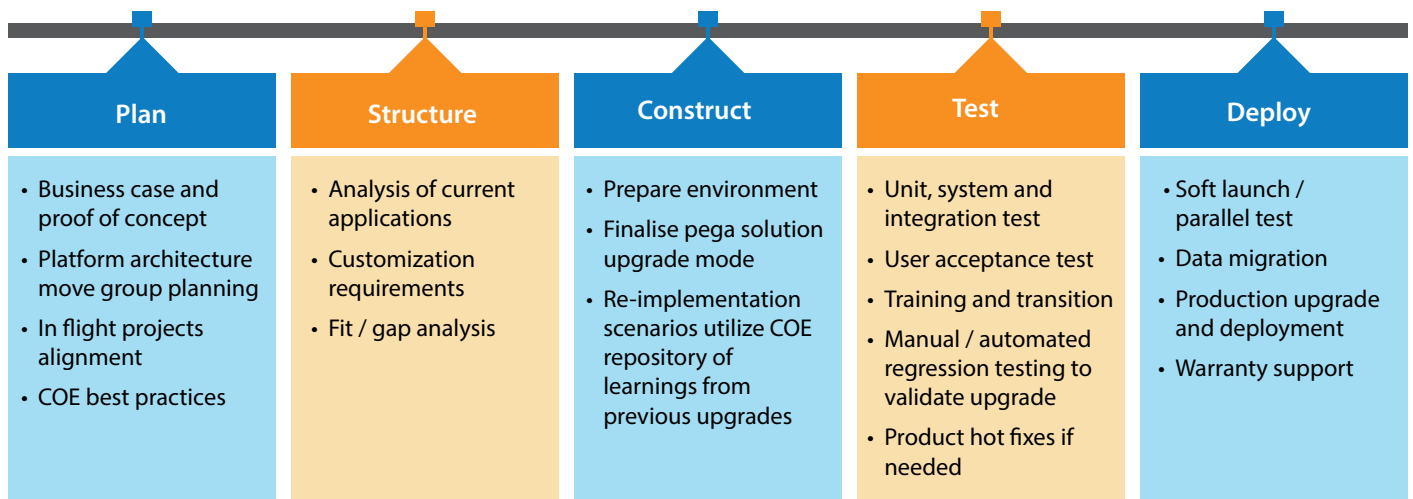 Plan
• Business case and
proof of concept
• Platform architecture
move group planning
• In flight projects
alignment
• COE best practices
Structure
• Analysis of current
applications
• Customization
requirements
• Fit / gap analysis
Construct
• Prepare environment
• Finalise pega solution
upgrade mode
• Re-implementation
scenarios utilize COE
repository of
learnings from
previous upgrades
Test
• Unit, system and
integration test
• User acceptance test
• Training and transition
• Manual / automated
regression testing to
validate upgrade
• Product hot fixes if
needed
Deploy
• Soft launch /
parallel test
• Data migration
• Production upgrade
and deployment
• Warranty support